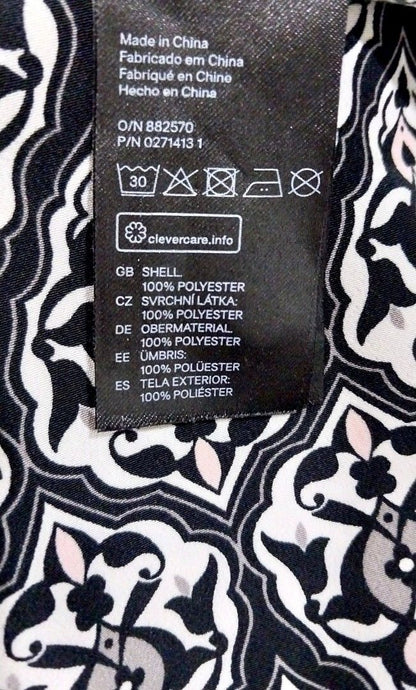 Made in China
Fabricado em China
Fabriqué en Chine
Hecho en China
O/N 882570
P/N 0271413 1
30
clevercare.info
GB SHELL:
100% POLYESTER
CZ SVRCHNÍ LÁTKA:
100% POLYESTER
DE OBERMATERIAL:
100% POLYESTER
EE ÜMBRIS:
100% POLÜESTER
ES TELA EXTERIOR:
100% POLIÉSTER